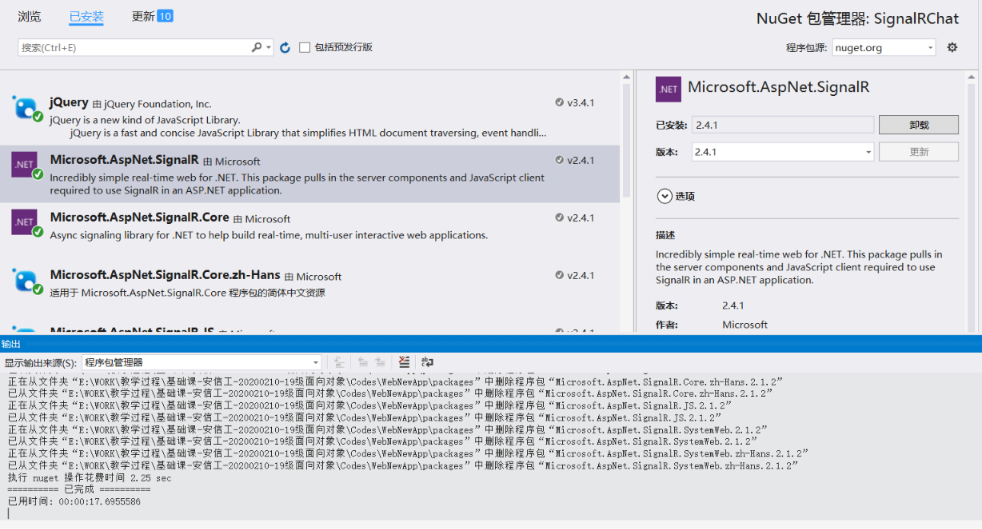 浏览 已安装 更新 10
NuGet 包管理器: SignalRChat
搜索(Ctrl+E) 包括预发行版
程序包源: nuget.org
.NET Microsoft.AspNet.SignalR
jQuery 由 jQuery Foundation, Inc. v3.4.1
jQuery is a new kind of JavaScript Library.
jQuery is a fast and concise JavaScript Library that simplifies HTML document traversing, event handli...
.NET Microsoft.AspNet.SignalR 由 Microsoft v2.4.1
Incredibly simple real-time web for .NET. This package pulls in the server components and JavaScript client
required to use SignalR in an ASP.NET application.
.NET Microsoft.AspNet.SignalR.Core 由 Microsoft v2.4.1
Async signaling library for .NET to help build real-time, multi-user interactive web applications.
Microsoft.AspNet.SignalR.Core.zh-Hans 由 Microsoft v2.4.1
适用于 Microsoft.AspNet.SignalR.Core 程序包的简体中文资源
Microsoft.AspNet.SignalR.JS 由 Microsoft v2.4.1
已安装: 2.4.1 卸载
版本: 2.4.1 更新
选项
描述
Incredibly simple real-time web for .NET. This package pulls in
the server components and JavaScript client required to use
SignalR in an ASP.NET application.
版本: 2.4.1
作者: Microsoft
输出
显示输出来源(S): 程序包管理器
正在从文件夹“E:\WORK\教学过程\基础课-安信工-20200210-19级面向对象\Codes\WebNewApp\packages”中删除程序包“Microsoft.AspNet.SignalR.Core.zh-Hans.2.1.2”
已从文件夹“E:\WORK\教学过程\基础课-安信工-20200210-19级面向对象\Codes\WebNewApp\packages”中删除程序包“Microsoft.AspNet.SignalR.Core.zh-Hans.2.1.2”
正在从文件夹“E:\WORK\教学过程\基础课-安信工-20200210-19级面向对象\Codes\WebNewApp\packages”中删除程序包“Microsoft.AspNet.SignalR.JS.2.1.2”
已从文件夹“E:\WORK\教学过程\基础课-安信工-20200210-19级面向对象\Codes\WebNewApp\packages”中删除程序包“Microsoft.AspNet.SignalR.JS.2.1.2”
正在从文件夹“E:\WORK\教学过程\基础课-安信工-20200210-19级面向对象\Codes\WebNewApp\packages”中删除程序包“Microsoft.AspNet.SignalR.SystemWeb.2.1.2”
已从文件夹“E:\WORK\教学过程\基础课-安信工-20200210-19级面向对象\Codes\WebNewApp\packages”中删除程序包“Microsoft.AspNet.SignalR.SystemWeb.2.1.2”
正在从文件夹“E:\WORK\教学过程\基础课-安信工-20200210-19级面向对象\Codes\WebNewApp\packages”中删除程序包“Microsoft.AspNet.SignalR.SystemWeb.zh-Hans.2.1.2”
已从文件夹“E:\WORK\教学过程\基础课-安信工-20200210-19级面向对象\Codes\WebNewApp\packages”中删除程序包“Microsoft.AspNet.SignalR.SystemWeb.zh-Hans.2.1.2”
执行 nuget 操作花费时间 2.25 sec
========== 已完成 ==========
已用时间: 00:00:17.6955586